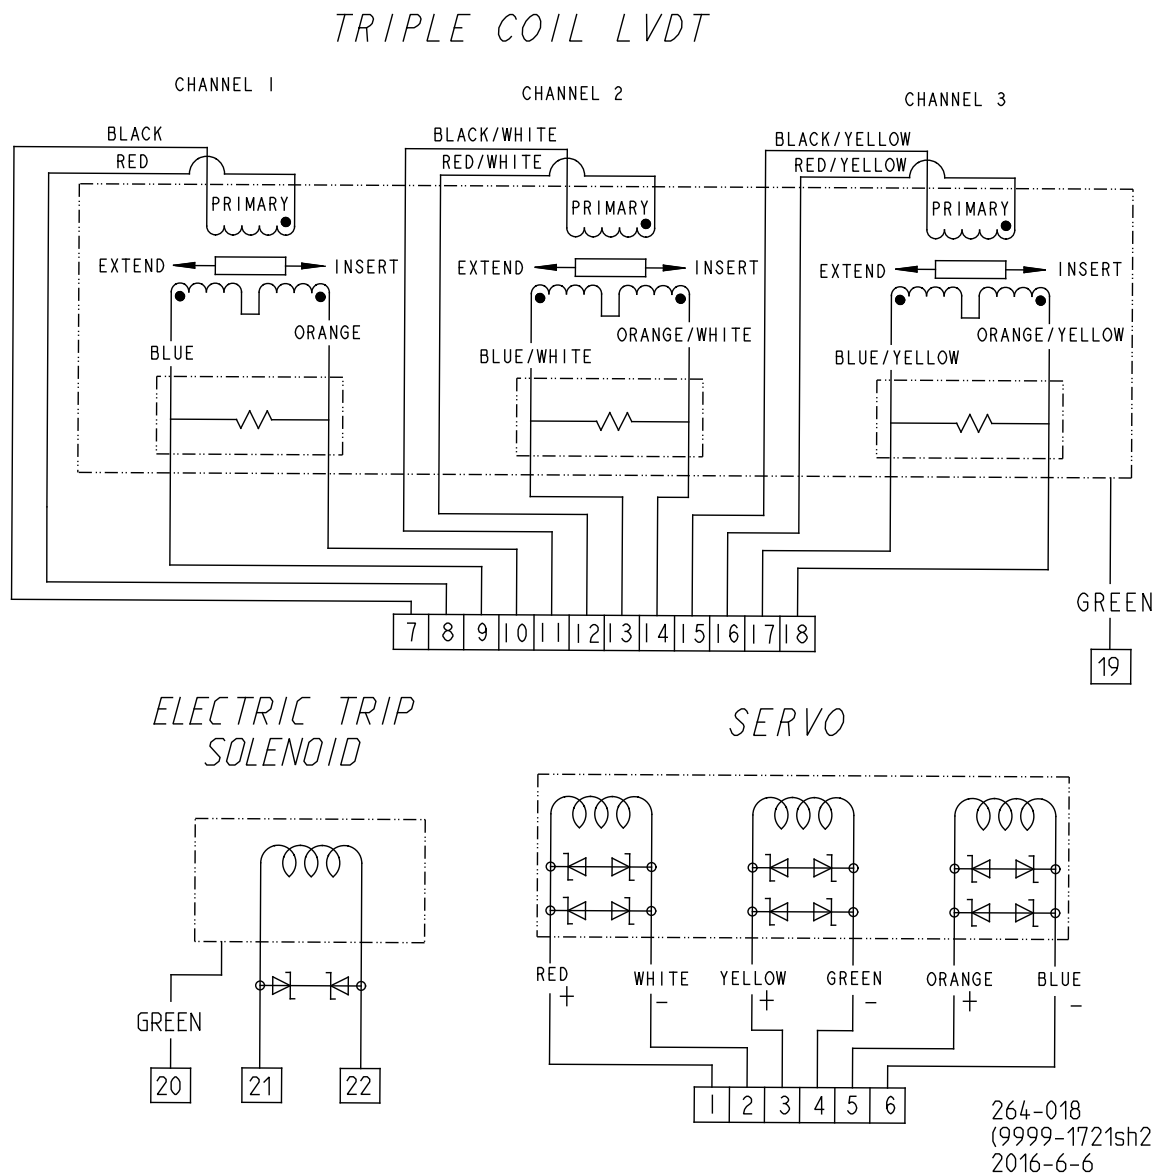 TRIPLE COIL LVDT
CHANNEL 1
CHANNEL 2
CHANNEL 3
BLACK
BLACK/WHITE
BLACK/YELLOW
RED
RED/WHITE
RED/YELLOW
PRIMARY
PRIMARY
PRIMARY
EXTEND
INSERT
EXTEND
INSERT
EXTEND
INSERT
ORANGE
ORANGE/WHITE
ORANGE/YELLOW
BLUE
BLUE/WHITE
BLUE/YELLOW
GREEN
7 8 9 10 11 12 13 14 15 16 17 18
19
ELECTRIC TRIP
SOLENOID
SERVO
RED
WHITE
YELLOW
GREEN
ORANGE
BLUE
+ - + - + -
GREEN
20
21
22
1 2 3 4 5 6
264-018
(9999-1721sh2
2016-6-6